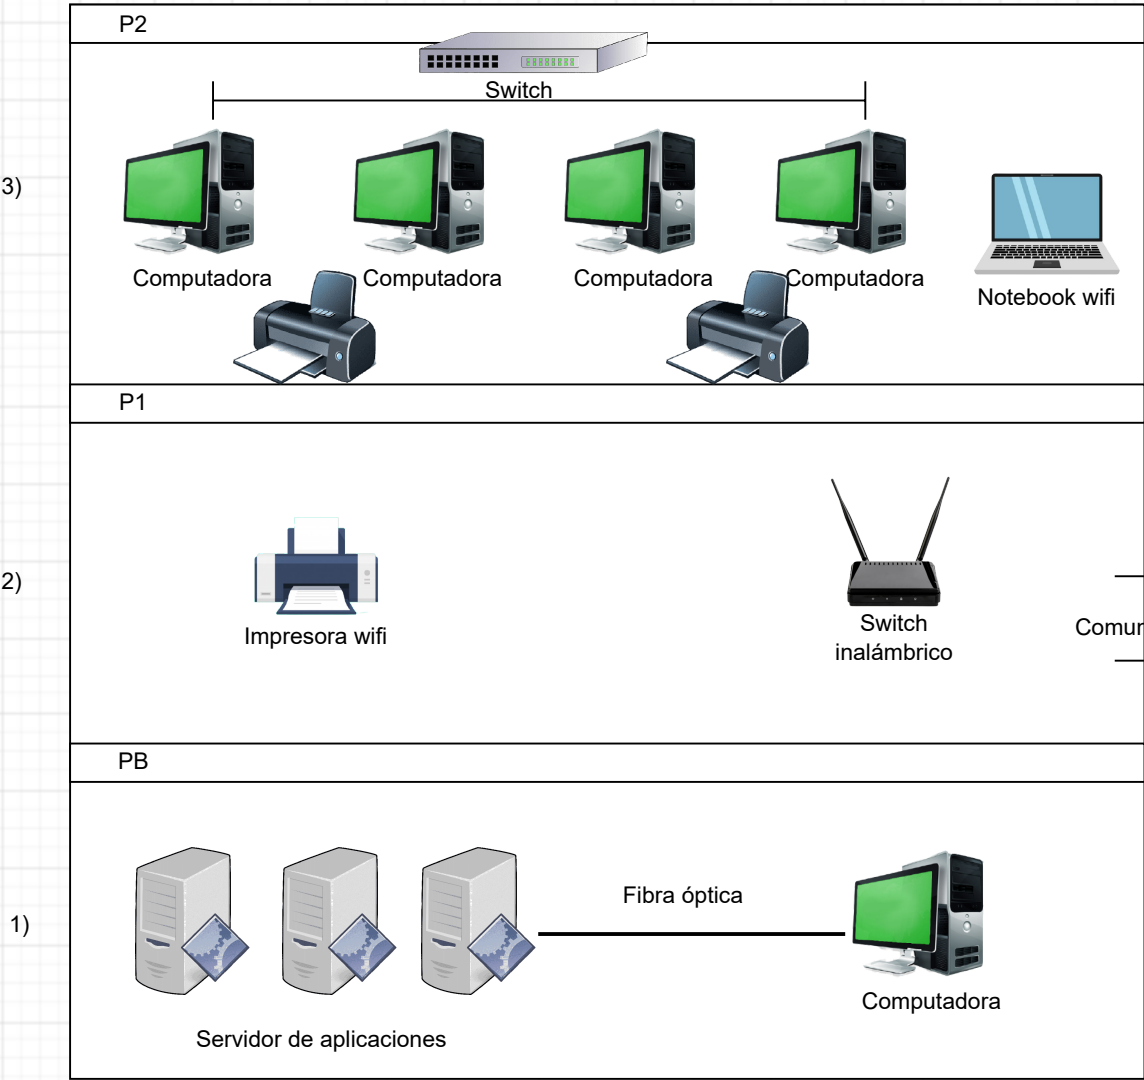 P2
Switch
3)
Computadora
Computadora
Computadora
Computadora
Notebook wifi
P1
2)
Impresora wifi
Switch
inalámbrico
Comun
PB
1)
Fibra óptica
Computadora
Servidor de aplicaciones